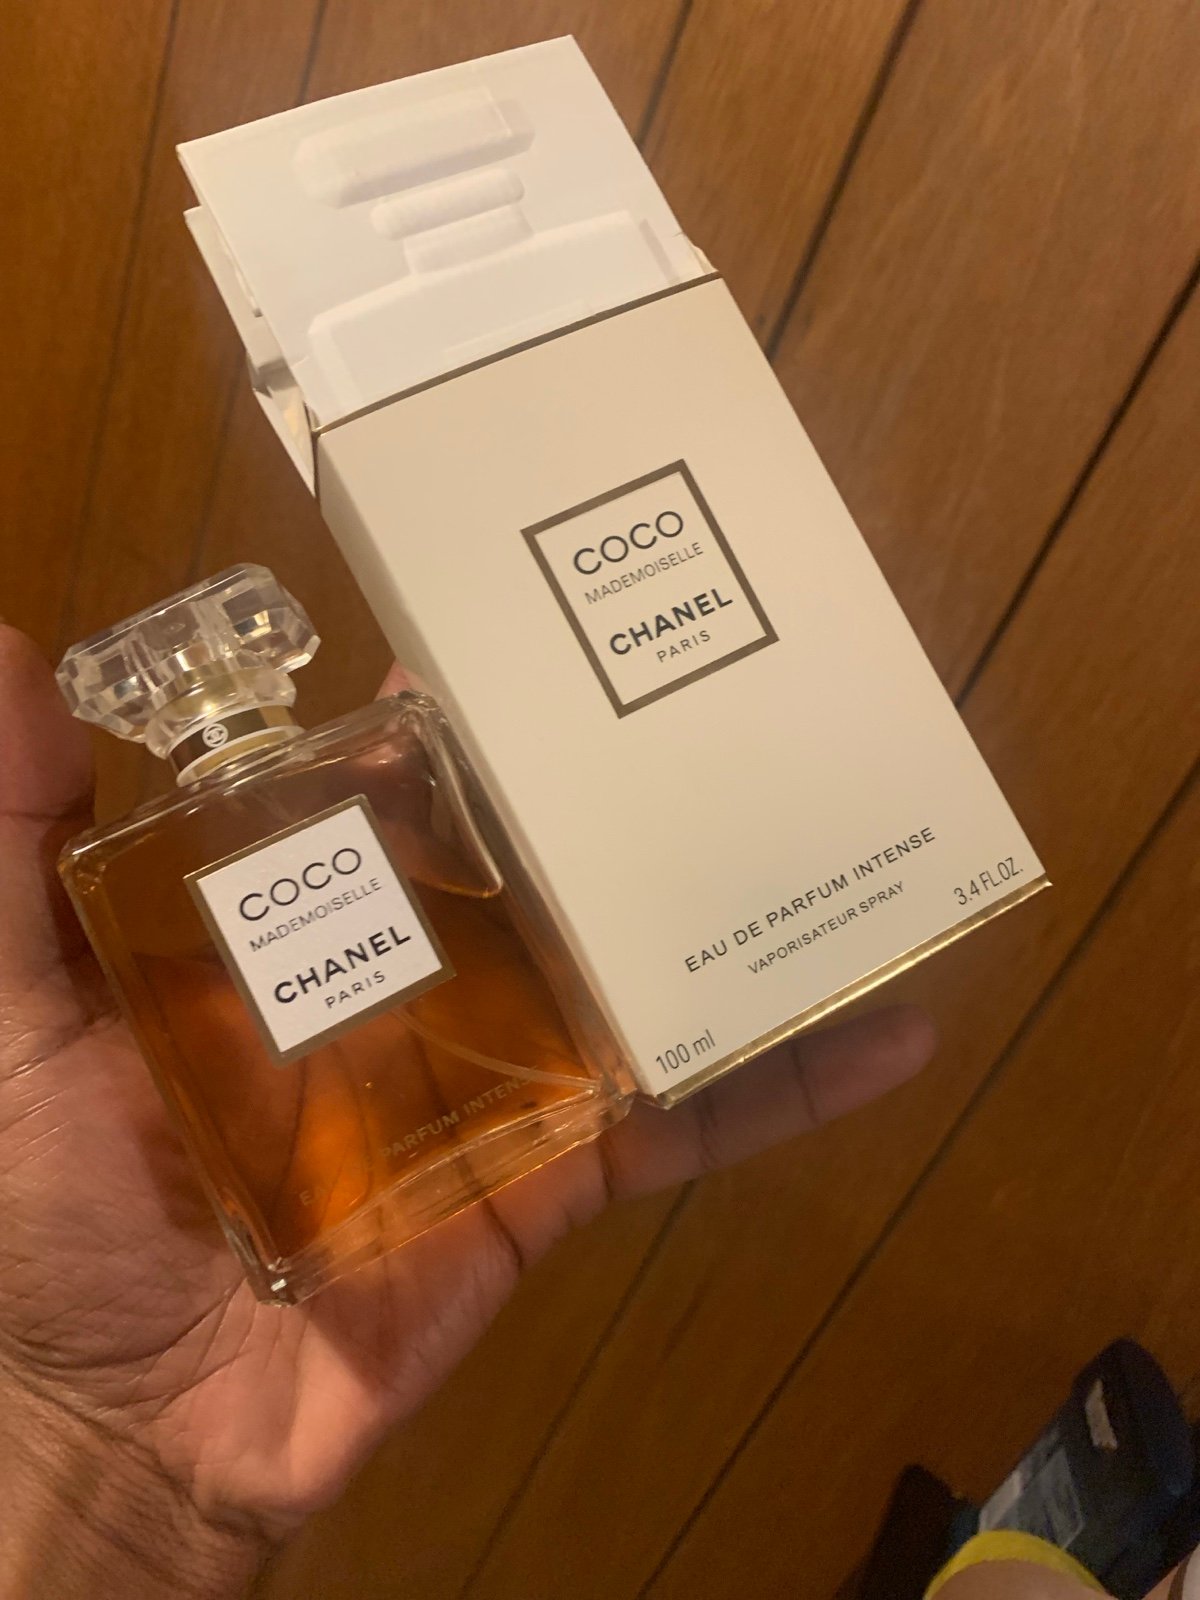 COCO
MADEMOISELLE
CHANEL
PARIS
EAU DE PARFUM INTENSE
VAPORISATEUR SPRAY
100 ml
3.4 FL.OZ.
COCO
MADEMOISELLE
CHANEL
PARIS
PARFUM INTENSE